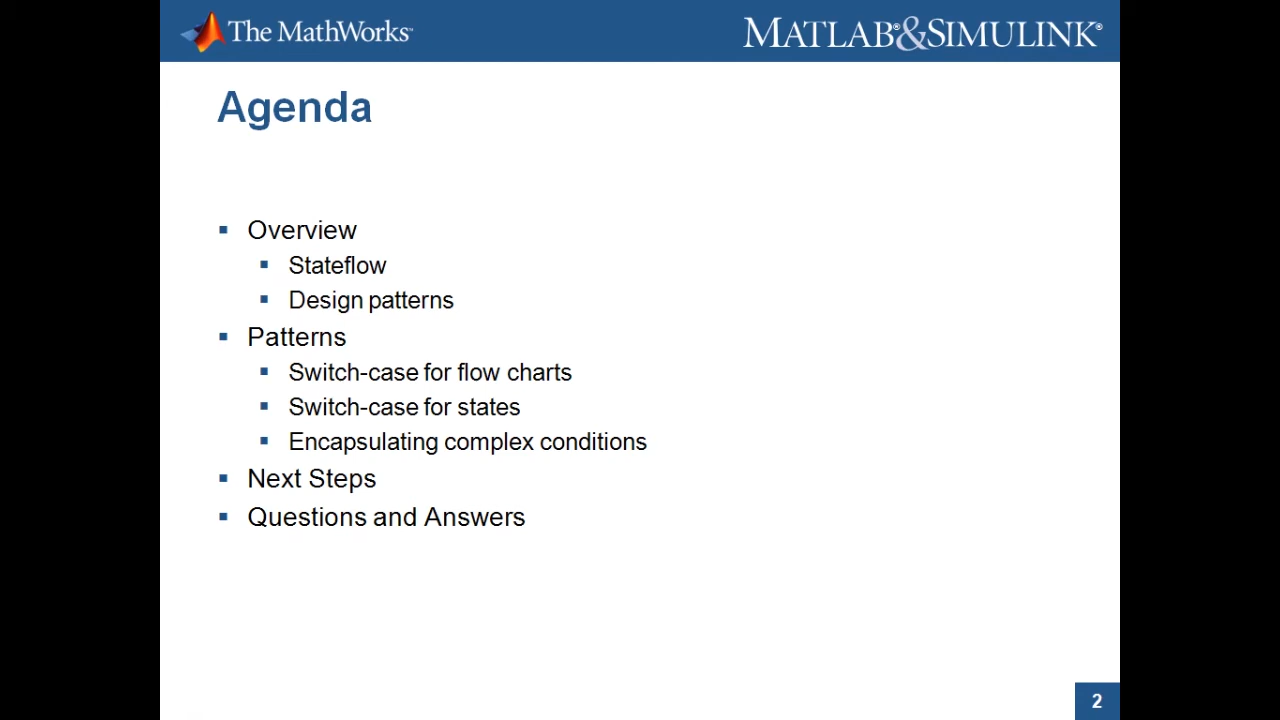 The MathWorks™
MATLAB®&SIMULINK®
Agenda
Overview
Stateflow
Design patterns
Patterns
Switch-case for flow charts
Switch-case for states
Encapsulating complex conditions
Next Steps
Questions and Answers
2